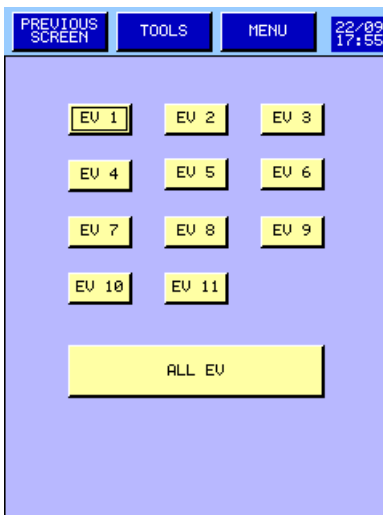 PREVIOUS
SCREEN
TOOLS
MENU
22/09
17:55
EV 1
EV 2
EV 3
EV 4
EV 5
EV 6
EV 7
EV 8
EV 9
EV 10
EV 11
ALL EV